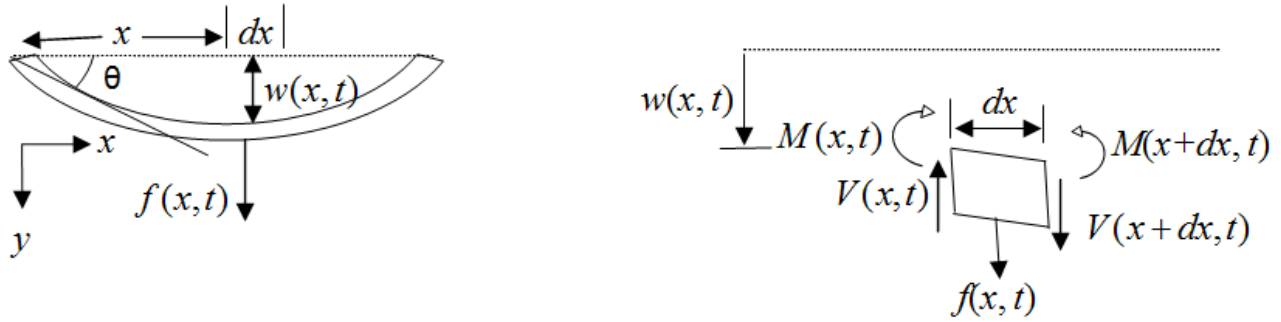 x dx
θ
w(x,t)
x
f(x,t)
y
w(x,t)
dx
M(x,t)
M(x+dx,t)
V(x,t)
V(x+dx,t)
f(x,t)